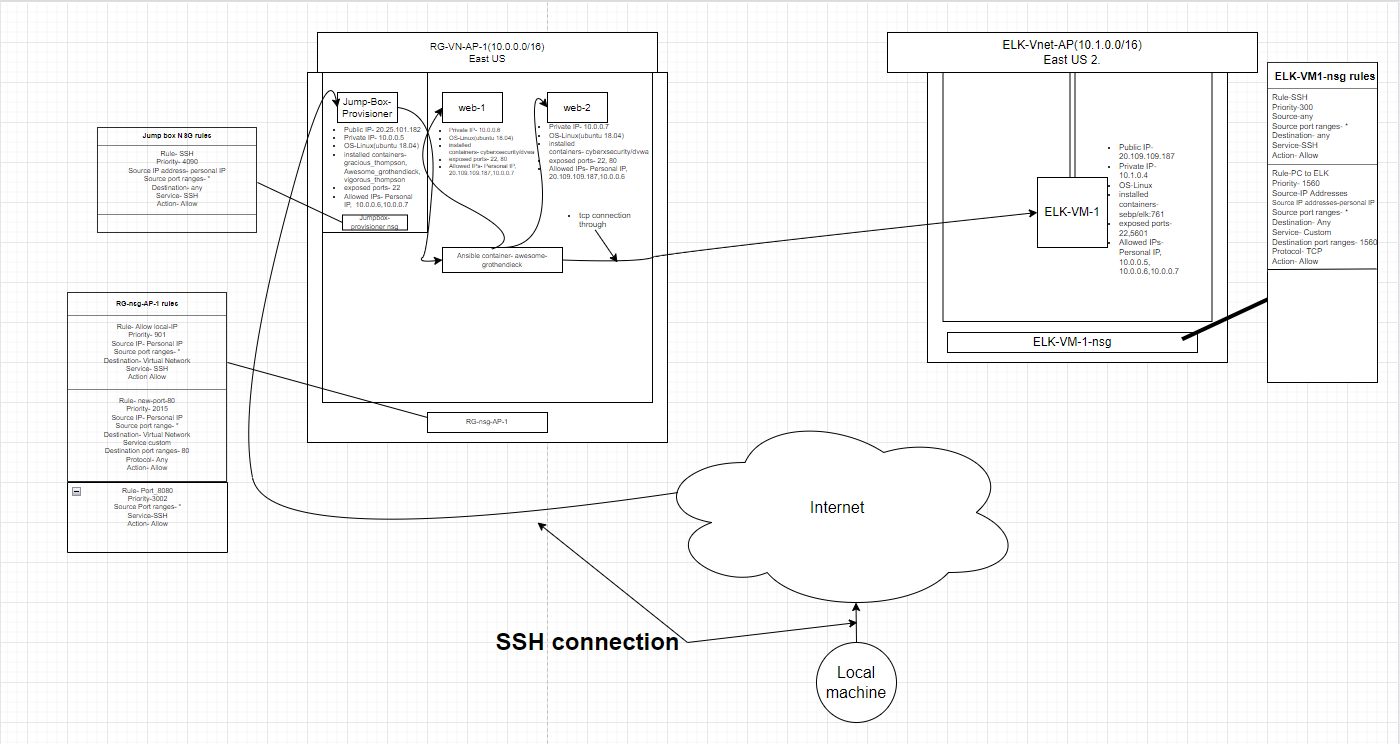 RG-VN-AP-1(10.0.0.0/16)
East US
Jump-Box-
Provisioner
Public IP- 20.25.101.182
Private IP- 10.0.0.5
OS-Linux(ubuntu 18.04)
installed containers-
gracious_thompson,
Awesome_grothendieck,
vigorous_thompson
exposed ports- 22
Allowed IPs- Personal
IP, 10.0.0.6,10.0.0.7
Jumpbox-
provisioner nsg
web-1
Private IP- 10.0.0.6
OS-Linux(ubuntu 18.04)
installed
containers- cyberxsecurity/dvwa
exposed ports- 22, 80
Allowed IPs- Personal IP,
20.109.109.187,10.0.0.7
web-2
Private IP- 10.0.0.7
OS-Linux(ubuntu 18.04)
installed
containers- cyberxsecurity/dvwa
exposed ports- 22, 80
Allowed IPs- Personal IP,
20.109.109.187,10.0.0.6
tcp connection
through
Ansible container- awesome-
grothendieck
RG-nsg-AP-1
Jump box NSG rules
Rule- SSH
Priority- 4090
Source IP address- personal IP
Source port ranges- *
Destination- any
Service- SSH
Action- Allow
RG-nsg-AP-1 rules
Rule- Allow local-IP
Priority- 901
Source IP- Personal IP
Source port ranges- *
Destination- Virtual Network
Service- SSH
Action Allow
Rule- new-port-80
Priority- 2015
Source IP- Personal IP
Source port range- *
Destination- Virtual Network
Service custom
Destination port ranges- 80
Protocol- Any
Action- Allow
Rule- Port_8080
Priority-3002
Source Port ranges- *
Service-SSH
Action- Allow
ELK-Vnet-AP(10.1.0.0/16)
East US 2.
ELK-VM-1
Public IP-
20.109.109.187
Private IP-
10.1.0.4
OS-Linux
installed
containers-
sebp/elk:761
exposed ports-
22,5601
Allowed IPs-
Personal IP,
10.0.0.5,
10.0.0.6,10.0.0.7
ELK-VM-1-nsg
ELK-VM1-nsg rules
Rule-SSH
Priority-300
Source-any
Source port ranges- *
Destination- any
Service-SSH
Action- Allow
Rule-PC to ELK
Priority- 1560
Source-IP Addresses
Source IP addresses-personal IP
Source port ranges- *
Destination- Any
Service- Custom
Destination port ranges- 1560
Protocol- TCP
Action- Allow
Internet
SSH connection
Local
machine